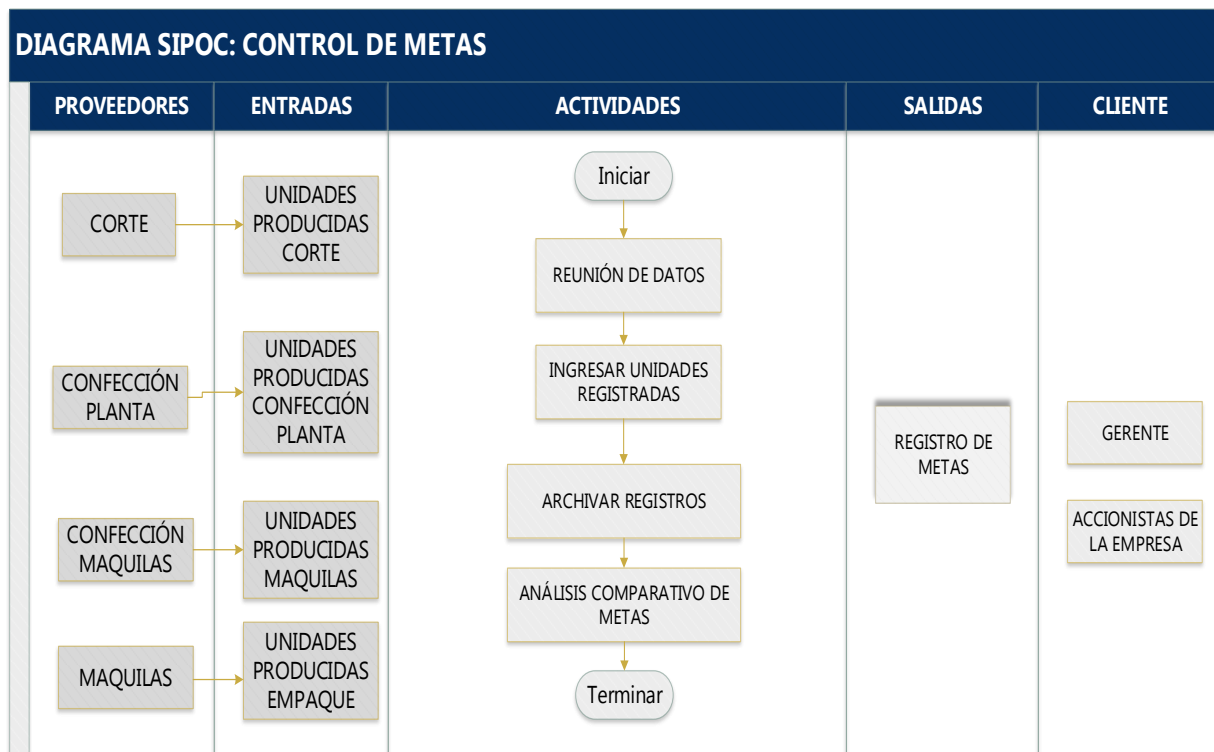 DIAGRAMA SIPOC: CONTROL DE METAS
PROVEEDORES
ENTRADAS
ACTIVIDADES
SALIDAS
CLIENTE
CORTE
CONFECCIÓN
PLANTA
CONFECCIÓN
MAQUILAS
MAQUILAS
UNIDADES
PRODUCIDAS
CORTE
UNIDADES
PRODUCIDAS
CONFECCIÓN
PLANTA
UNIDADES
PRODUCIDAS
MAQUILAS
UNIDADES
PRODUCIDAS
EMPAQUE
Iniciar
REUNIÓN DE DATOS
INGRESAR UNIDADES
REGISTRADAS
ARCHIVAR REGISTROS
ANÁLISIS COMPARATIVO DE
METAS
Terminar
REGISTRO DE
METAS
GERENTE
ACCIONISTAS DE
LA EMPRESA